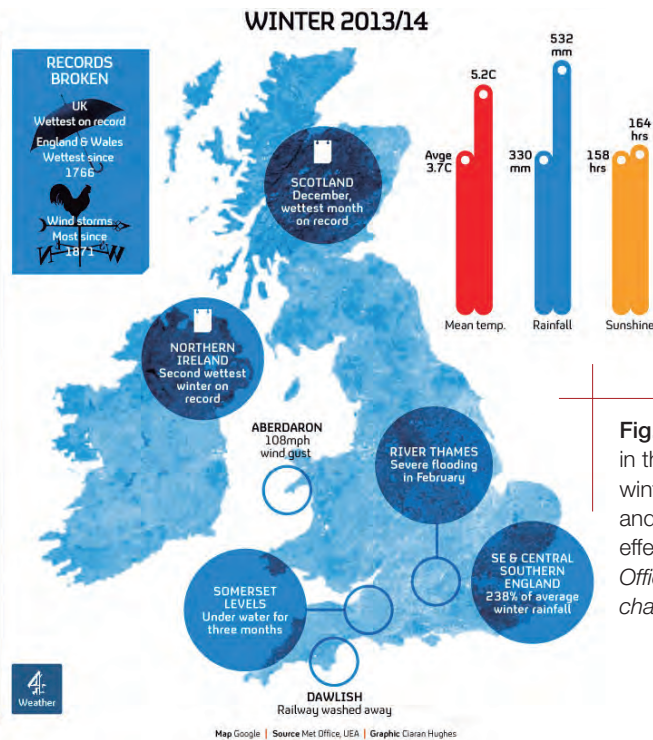 WINTER 2013/14
RECORDS
BROKEN
UK
Wettest on record
England & Wales
Wettest since
1766
Wind storms
Most since
1871
N
W
SCOTLAND
December,
wettest month
on record
NORTHERN
IRELAND
Second wettest
winter on
record
ABERDARON
108mph
wind gust
RIVER THAMES
Severe flooding
in February
SE & CENTRAL
SOUTHERN
ENGLAND
238% of average
winter rainfall
SOMERSET
LEVELS
Under water for
three months
DAWLISH
Railway washed away
Avge
3.7C
5.2C
Mean temp.
330
mm
532
mm
Rainfall
158
hrs
164
hrs
Sunshine
Fig
in th
win
and
effe
Offic
cha
4
Weather
Map Google | Source Met Office, UEA | Graphic Ciaran Hughes